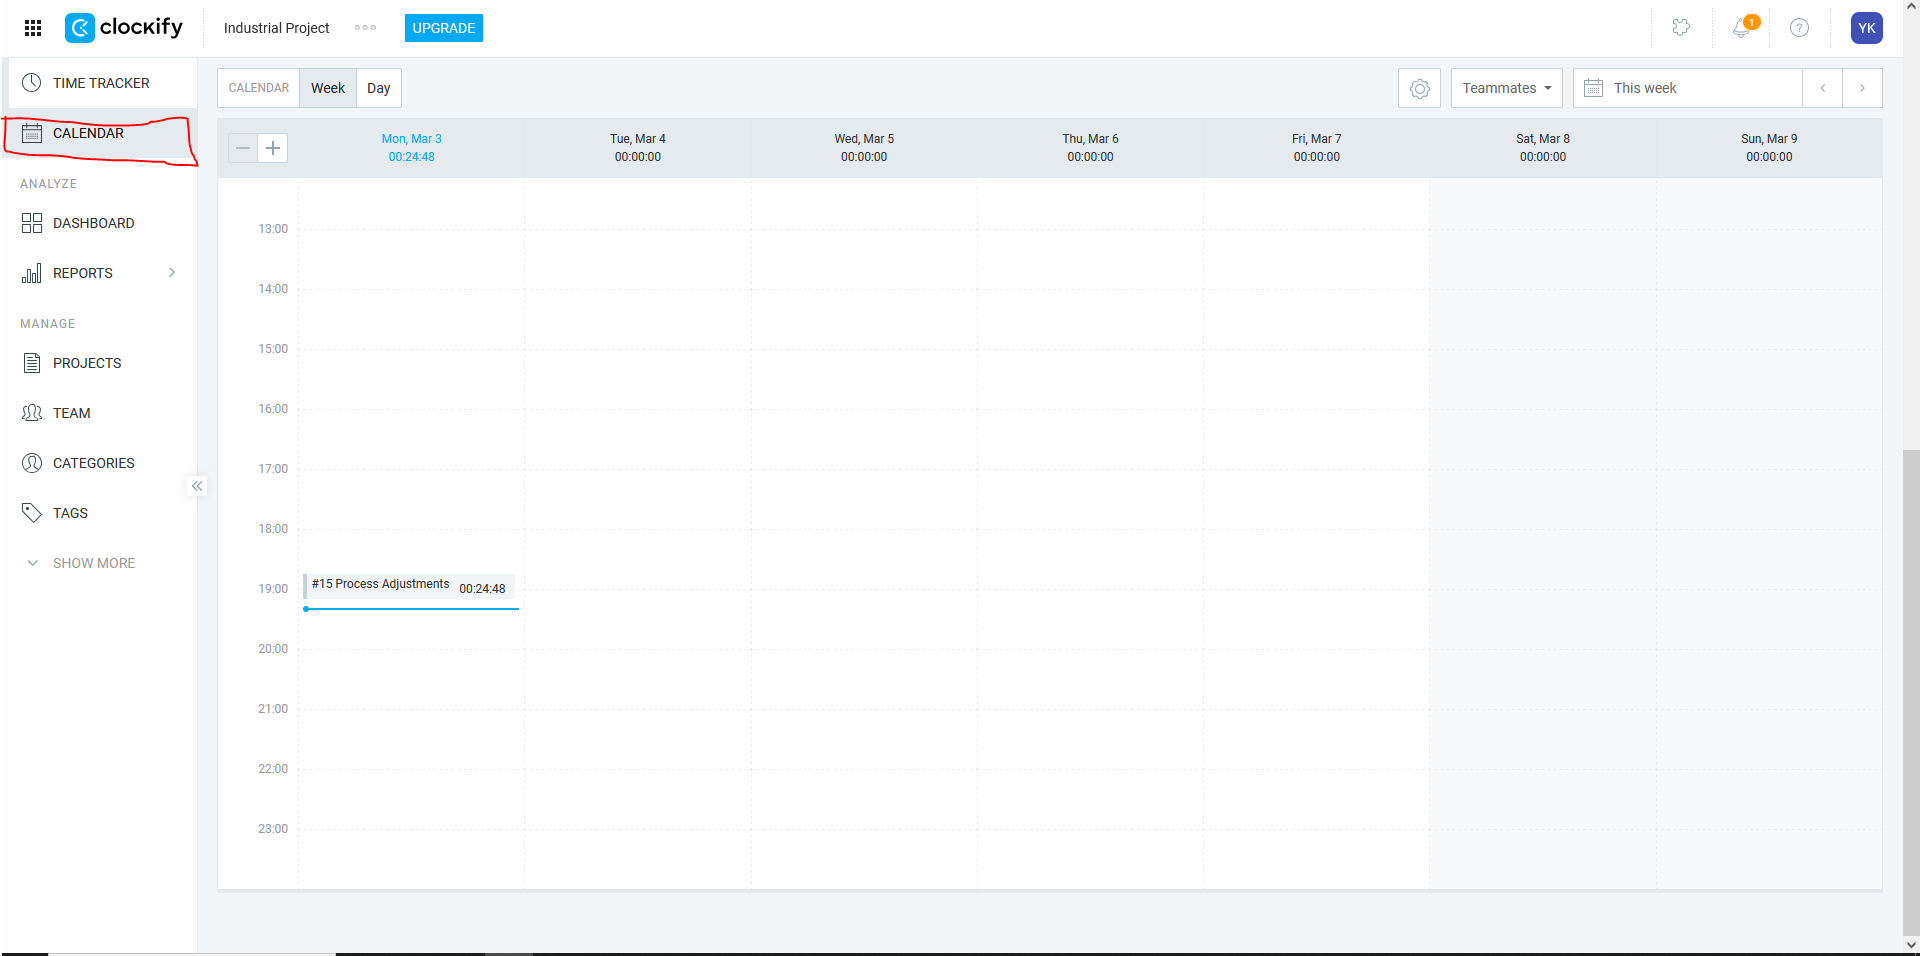 clockify
Industrial Project
UPGRADE
1
?
YK
TIME TRACKER
CALENDAR
ANALYZE
DASHBOARD
REPORTS
MANAGE
PROJECTS
TEAM
CATEGORIES
TAGS
SHOW MORE
CALENDAR Week Day
Teammates
This week
Mon, Mar 3
00:24:48
Tue, Mar 4
00:00:00
Wed, Mar 5
00:00:00
Thu, Mar 6
00:00:00
Fri, Mar 7
00:00:00
Sat, Mar 8
00:00:00
Sun, Mar 9
00:00:00
13:00
14:00
15:00
16:00
17:00
18:00
19:00
#15 Process Adjustments 00:24:48
20:00
21:00
22:00
23:00